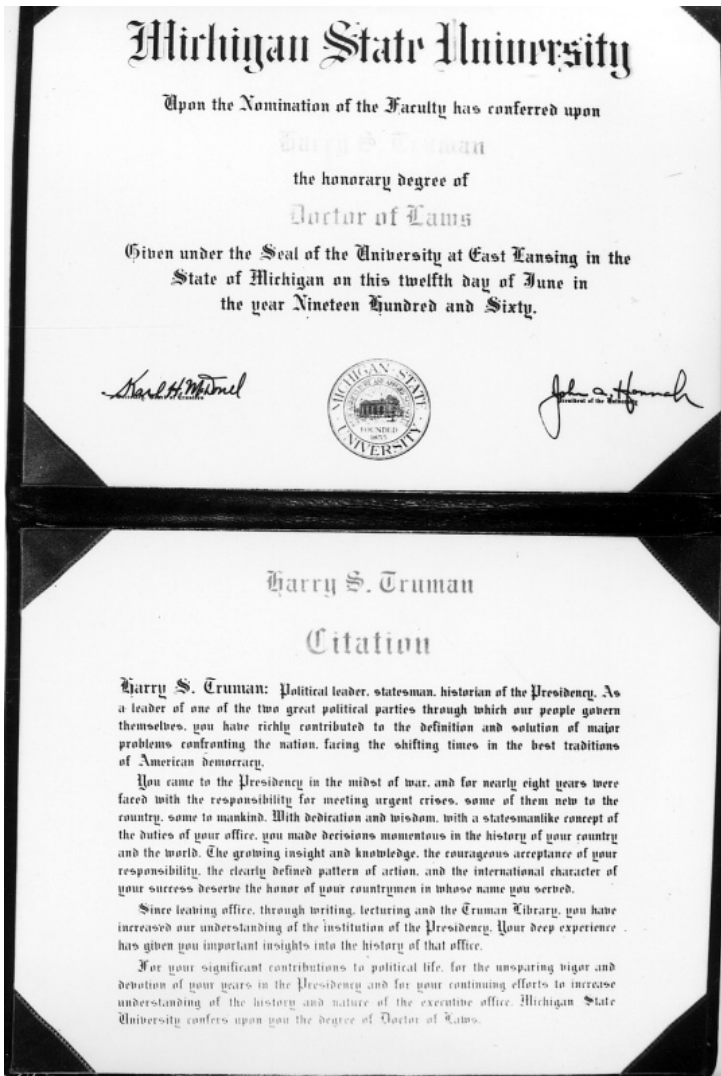 Michigan State University
Upon the Nomination of the Faculty has conferred upon
Harry S. Truman
the honorary degree of
Doctor of Laws
Given under the Seal of the University at East Lansing in the
State of Michigan on this twelfth day of June in
the year Nineteen Hundred and Sixty.
Karl H. McDonel
John A. Hannah
President of the University
MICHIGAN STATE
UNIVERSITY
FOUNDED
1855
Harry S. Truman
Citation
Harry S. Truman: Political leader, statesman, historian of the Presidency. As
a leader of one of the two great political parties through which our people govern
themselves, you have richly contributed to the definition and solution of major
problems confronting the nation, facing the shifting times in the best traditions
of American democracy.
You came to the Presidency in the midst of war, and for nearly eight years were
faced with the responsibility for meeting urgent crises, some of them new to the
country, some to mankind. With dedication and wisdom, with a statesmanlike concept of
the duties of your office, you made decisions momentous in the history of your country
and the world. The growing insight and knowledge, the courageous acceptance of your
responsibility, the clearly defined pattern of action, and the international character of
your success deserve the honor of your countrymen in whose name you served.
Since leaving office, through writing, lecturing and the Truman Library, you have
increased our understanding of the institution of the Presidency. Your deep experience
has given you important insights into the history of that office.
For your significant contributions to political life, for the unsparing vigor and
devotion of your years in the Presidency and for your continuing efforts to increase
understanding of the history and nature of the executive office, Michigan State
University confers upon you the degree of Doctor of Laws.